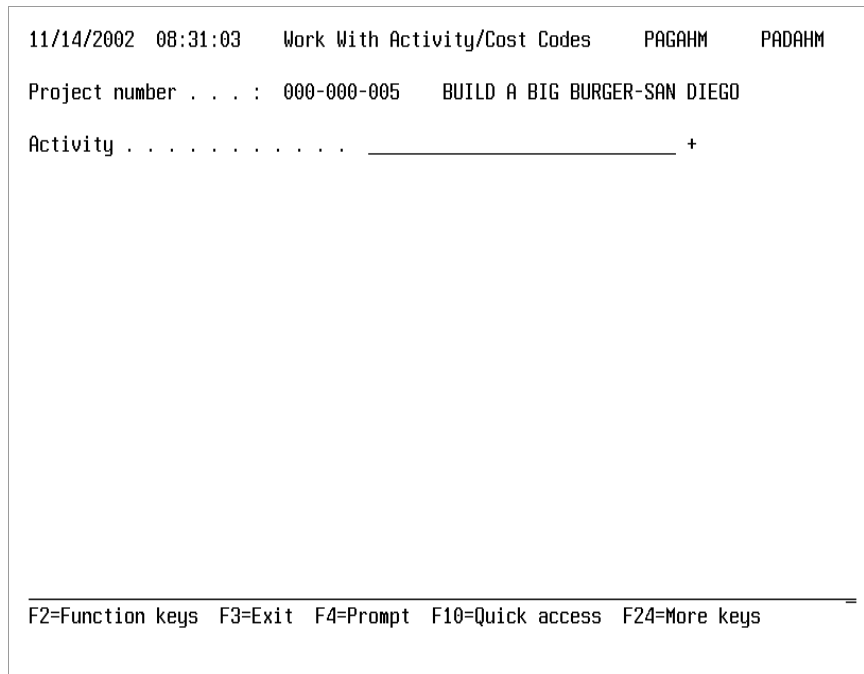 11/14/2002 08:31:03 Work With Activity/Cost Codes PAGAHM PADAHM
Project number . . . : 000-000-005 BUILD A BIG BURGER-SAN DIEGO
Activity . . . . . . . . . . . ______________________________ +
F2=Function keys F3=Exit F4=Prompt F10=Quick access F24=More keys